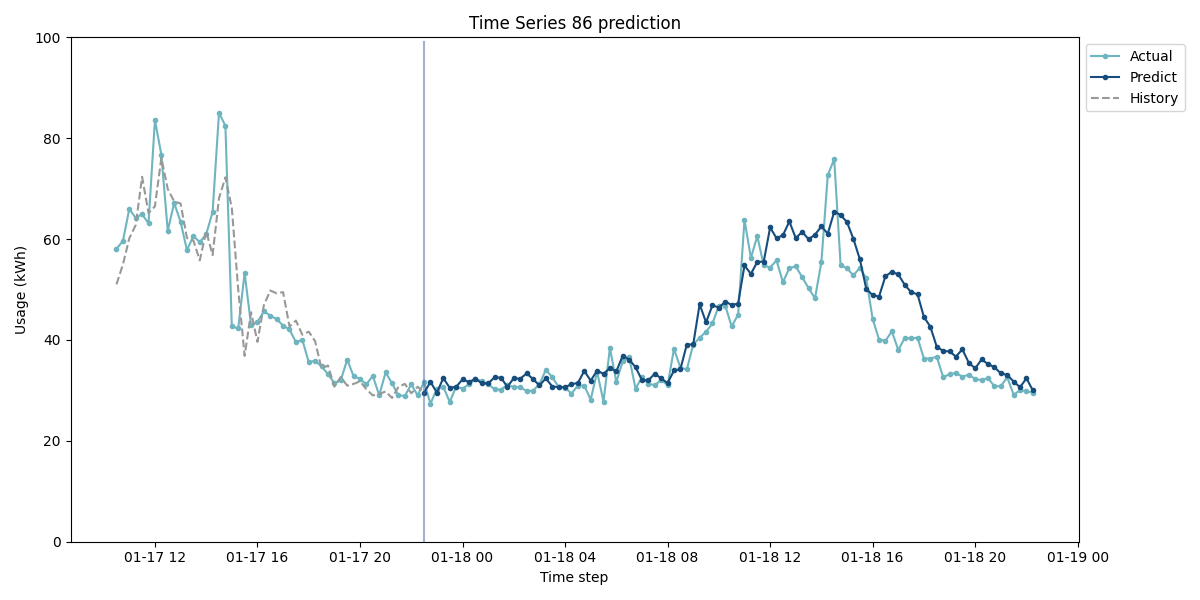 Time Series 86 prediction
100
80
60
40
20
0
Usage (kWh)
Actual
Predict
History
01-17 12
01-17 16
01-17 20
01-18 00
01-18 04
01-18 08
01-18 12
01-18 16
01-18 20
01-19 00
Time step